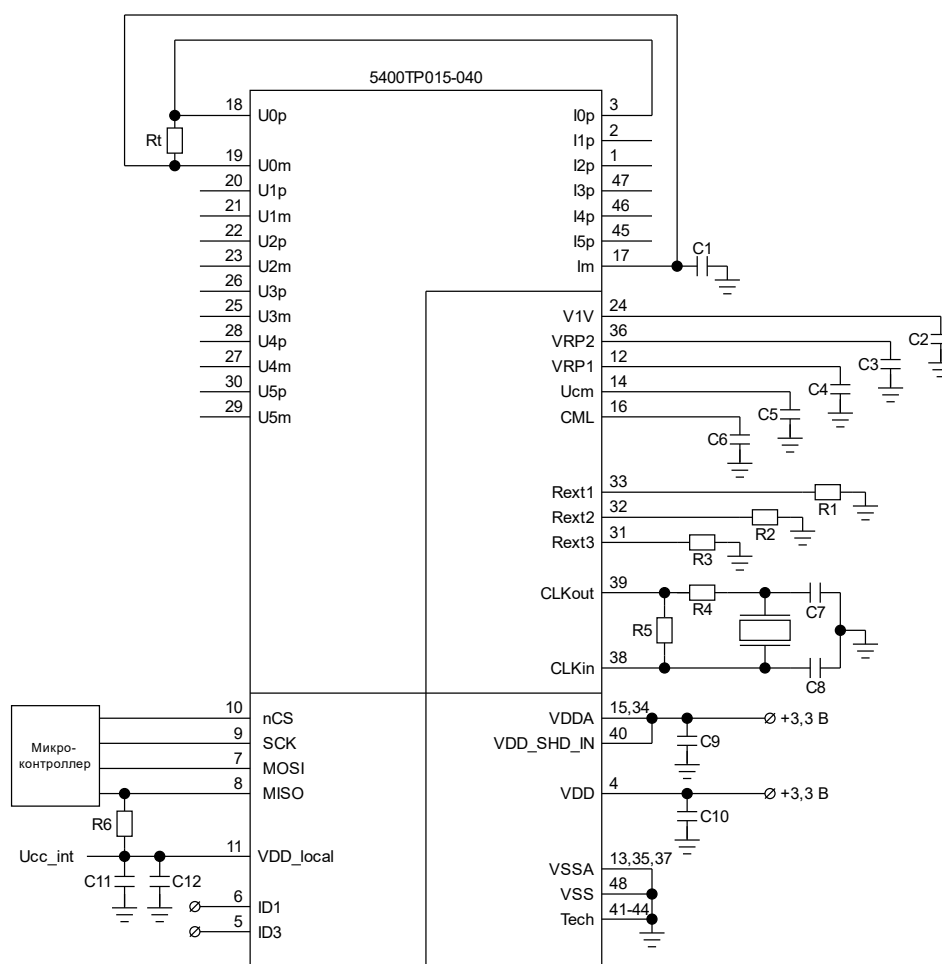 5400TP015-040
18 U0p I0p 3
Rt
I1p 2
19 U0m I2p 1
20 U1p I3p 47
21 U1m I4p 46
22 U2p I5p 45
23 U2m Im 17 C1
26 U3p
25 U3m V1V 24 C2
28 U4p VRP2 36 C3
27 U4m VRP1 12 C4
30 U5p Ucm 14 C5
29 U5m CML 16 C6
Rext1 33 R1
Rext2 32 R2
Rext3 31 R3
CLKout 39 R4 C7
R5
CLKin 38 C8
10 nCS VDDA 15,34 +3,3 В
9 SCK VDD_SHD_IN 40 C9
Микро-
контроллер
7 MOSI
8 MISO VDD 4 +3,3 В
R6 C10
Ucc_int 11 VDD_local
VSSA 13,35,37
C11 C12
VSS 48
6 ID1 Tech 41-44
5 ID3